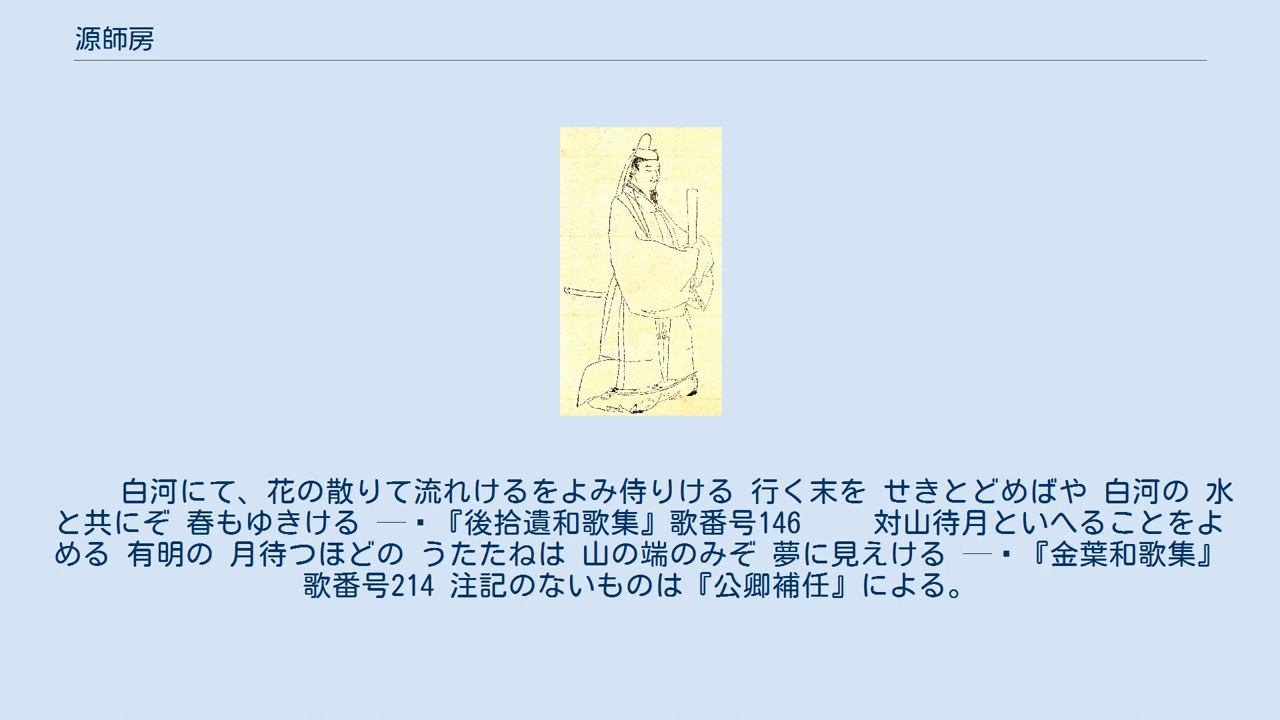 源師房
白河にて、花の散りて流れけるをよみ侍りける 行く末を せきとどめばや 白河の 水
と共にぞ 春もゆきける ―・『後拾遺和歌集』歌番号146 対山待月といへることをよ
める 有明の 月待つほどの うたたねは 山の端のみぞ 夢に見えける ―・『金葉和歌集』
歌番号214 注記のないものは『公卿補任』による。